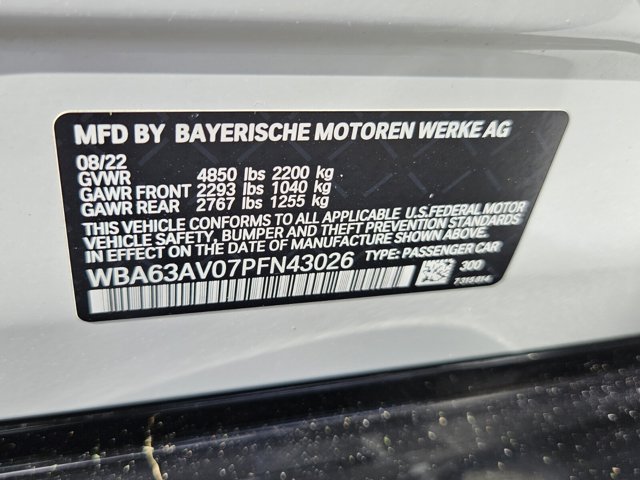 MFD BY BAYERISCHE MOTOREN WERKE AG
08/22
GVWR 4850 lbs 2200 kg
GAWR FRONT 2293 lbs 1040 kg
GAWR REAR 2767 lbs 1255 kg
THIS VEHICLE CONFORMS TO ALL APPLICABLE U.S.FEDERAL MOTOR
VEHICLE SAFETY, BUMPER AND THEFT PREVENTION STANDARDS
IN EFFECT ON THE DATE OF MANUFACTURE SHOWN ABOVE.
WBA63AV07PFN43026 TYPE: PASSENGER CAR
300